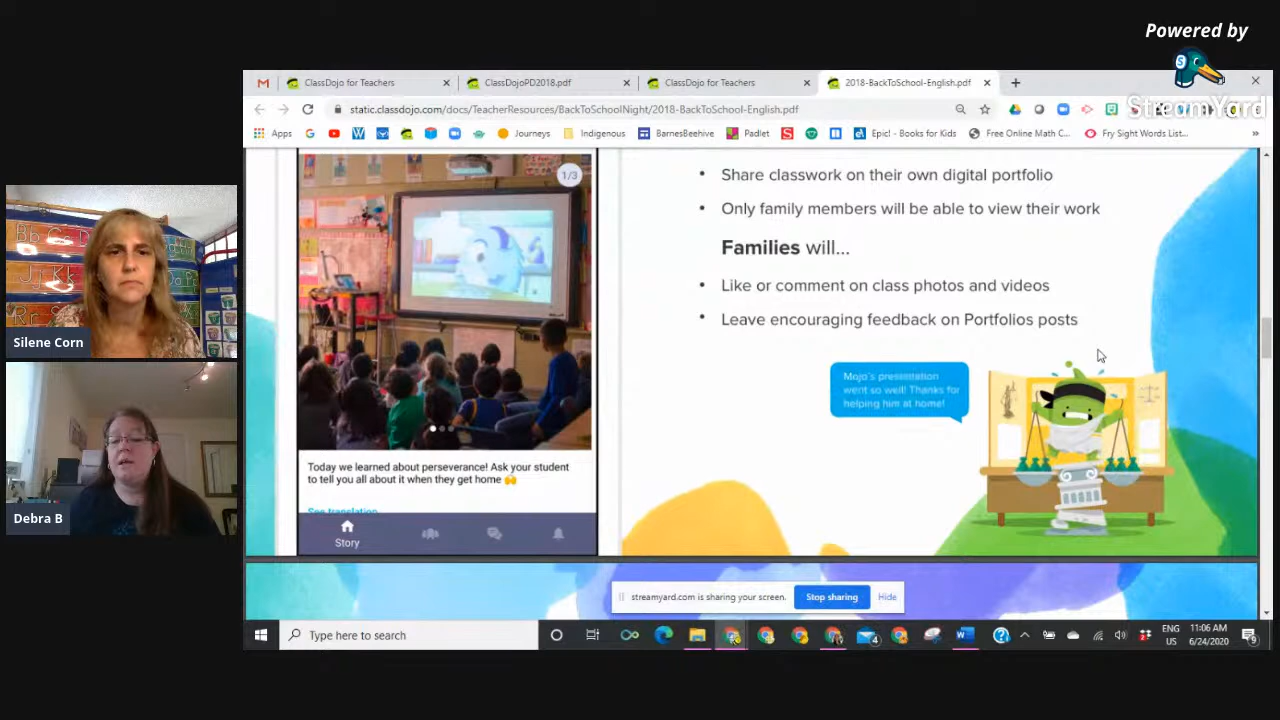 Powered by
StreamYard
ClassDojo for Teachers
ClassDojoPD2018.pdf
ClassDojo for Teachers
2018-BackToSchool-English.pdf
static.classdojo.com/docs/TeacherResources/BackToSchoolNight/2018-BackToSchool-English.pdf
Apps
Journeys
Indigenous
BarnesBeehive
Padlet
Epic! - Books for Kids
Free Online Math C...
Fry Sight Words List...
1/3
• Share classwork on their own digital portfolio
• Only family members will be able to view their work
Families will...
• Like or comment on class photos and videos
• Leave encouraging feedback on Portfolios posts
Mojo's presentation
went so well! Thanks for
helping him at home!
Today we learned about perseverance! Ask your student
to tell you all about it when they get home 🙌
See translation
Story
Bb Cc Dd
Jj Kk
Silene Corn
Debra B
streamyard.com is sharing your screen.
Stop sharing
Hide
Type here to search
ENG
US
11:06 AM
6/24/2020